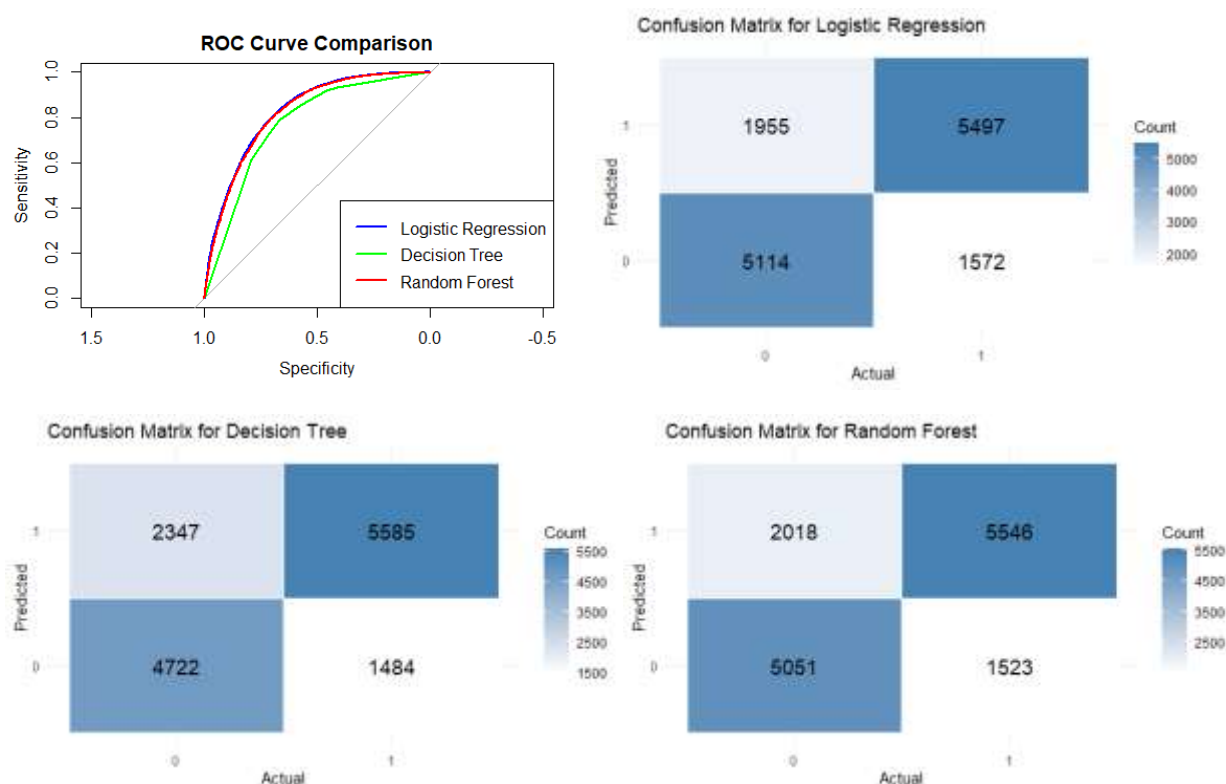 ROC Curve Comparison
Sensitivity
0.0 0.2 0.4 0.6 0.8 1.0
Logistic Regression
Decision Tree
Random Forest
1.5 1.0 0.5 0.0 -0.5
Specificity
Confusion Matrix for Logistic Regression
Predicted
1
1955 5497
0
5114 1572
0 1
Actual
Count
5000
4000
3000
2000
Confusion Matrix for Decision Tree
Predicted
1
2347 5585
0
4722 1484
0 1
Actual
Count
5500
4500
3500
2500
1500
Confusion Matrix for Random Forest
Predicted
1
2018 5546
0
5051 1523
0 1
Actual
Count
5500
4500
3500
2500